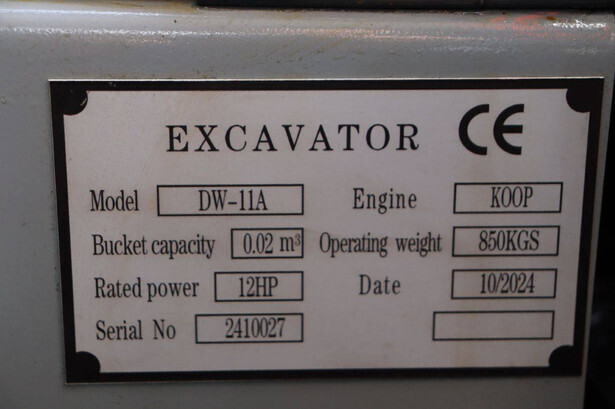 EXCAVATOR CE
Model DW-11A Engine KOOP
Bucket capacity 0.02 m³ Operating weight 850KGS
Rated power 12HP Date 10/2024
Serial No 2410027